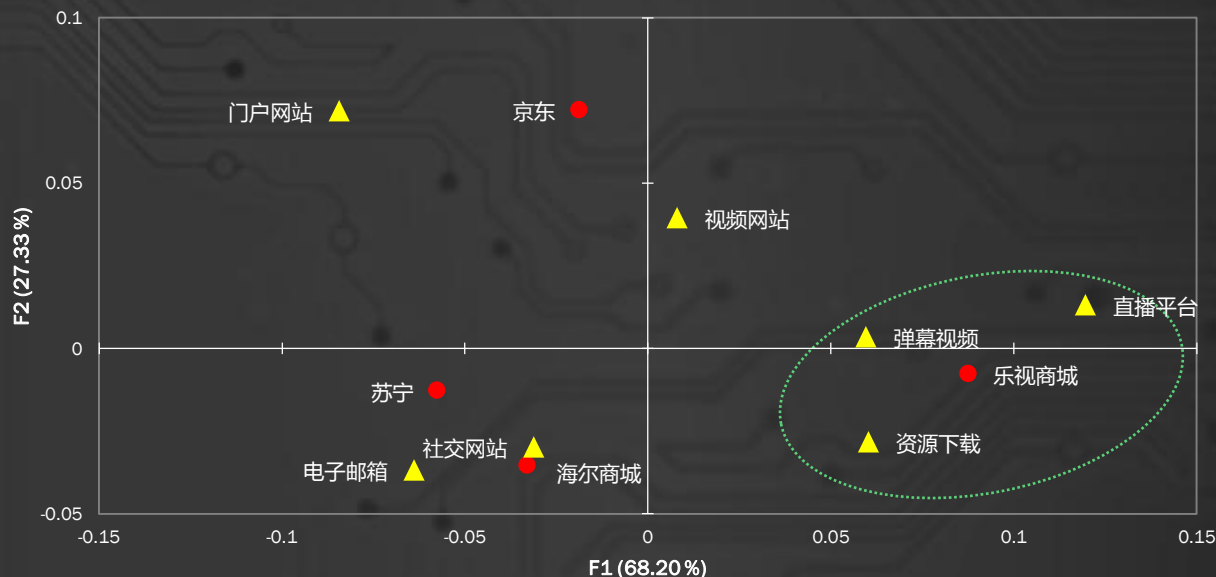 0.1
门户网站
京东
0.05
视频网站
F2 (27.33 %)
直播平台
弹幕视频
0
乐视商城
苏宁
社交网站
资源下载
电子邮箱
海尔商城
-0.05
-0.15
-0.1
-0.05
0
0.05
0.1
0.15
F1 (68.20 %)